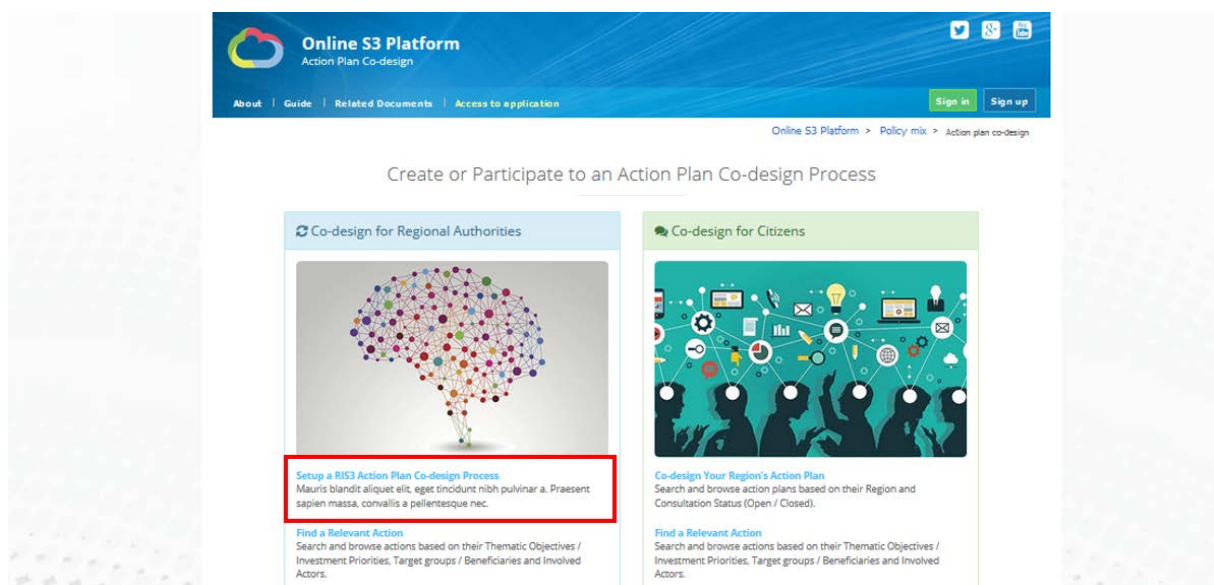 Online S3 Platform
Action Plan Co-design
About | Guide | Related Documents | Access to application
Sign in Sign up
Online S3 Platform > Policy mix > Action plan co-design
Create or Participate to an Action Plan Co-design Process
Co-design for Regional Authorities
Setup a RIS3 Action Plan Co-design Process
Mauris blandit aliquet elit, eget tincidunt nibh pulvinar a. Praesent
sapien massa, convallis a pellentesque nec.
Find a Relevant Action
Search and browse actions based on their Thematic Objectives /
Investment Priorities, Target groups / Beneficiaries and Involved
Actors.
Co-design for Citizens
Co-design Your Region's Action Plan
Search and browse action plans based on their Region and
Consultation Status (Open / Closed).
Find a Relevant Action
Search and browse actions based on their Thematic Objectives /
Investment Priorities, Target groups / Beneficiaries and Involved
Actors.